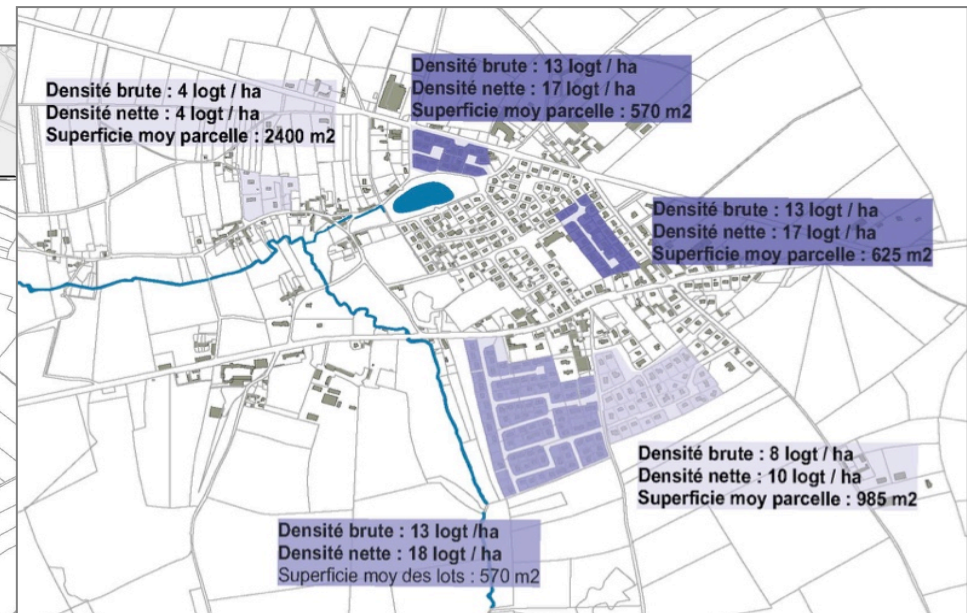 Densité brute : 4 logt / ha
Densité nette : 4 logt / ha
Superficie moy parcelle : 2400 m2
Densité brute : 13 logt / ha
Densité nette : 17 logt / ha
Superficie moy parcelle : 570 m2
Densité brute : 13 logt / ha
Densité nette : 17 logt / ha
Superficie moy parcelle : 625 m2
Densité brute : 8 logt / ha
Densité nette : 10 logt / ha
Superficie moy parcelle : 985 m2
Densité brute : 13 logt /ha
Densité nette : 18 logt / ha
Superficie moy des lots : 570 m2